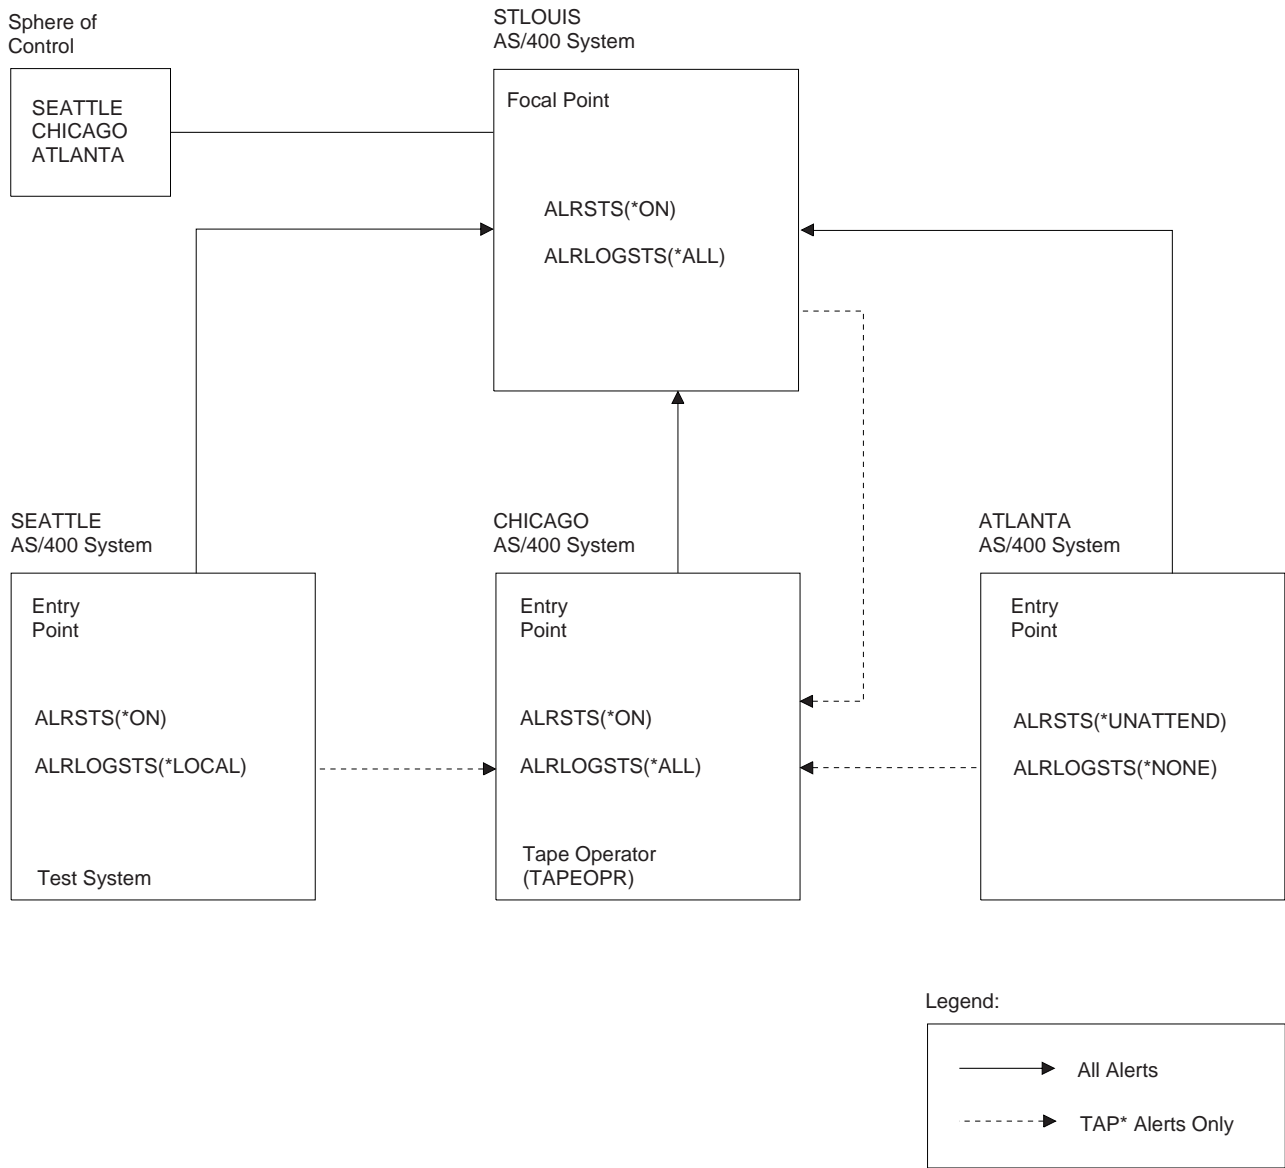 Sphere of
Control
SEATTLE
CHICAGO
ATLANTA
STLOUIS
AS/400 System
Focal Point
ALRSTS(*ON)
ALRLOGSTS(*ALL)
SEATTLE
AS/400 System
Entry
Point
ALRSTS(*ON)
ALRLOGSTS(*LOCAL)
Test System
CHICAGO
AS/400 System
Entry
Point
ALRSTS(*ON)
ALRLOGSTS(*ALL)
Tape Operator
(TAPEOPR)
ATLANTA
AS/400 System
Entry
Point
ALRSTS(*UNATTEND)
ALRLOGSTS(*NONE)
Legend:
All Alerts
TAP* Alerts Only